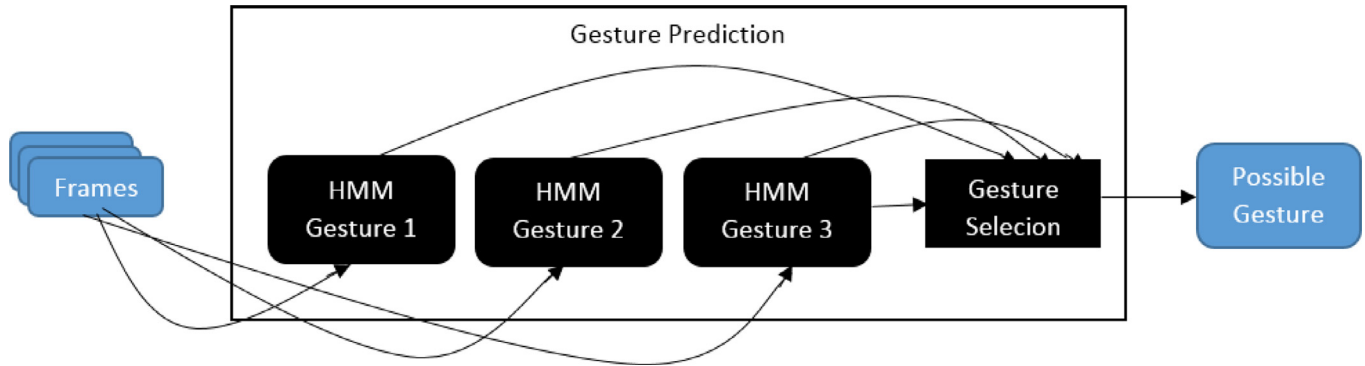 Gesture Prediction
Frames
HMM
Gesture 1
HMM
Gesture 2
HMM
Gesture 3
Gesture
Selecion
Possible
Gesture